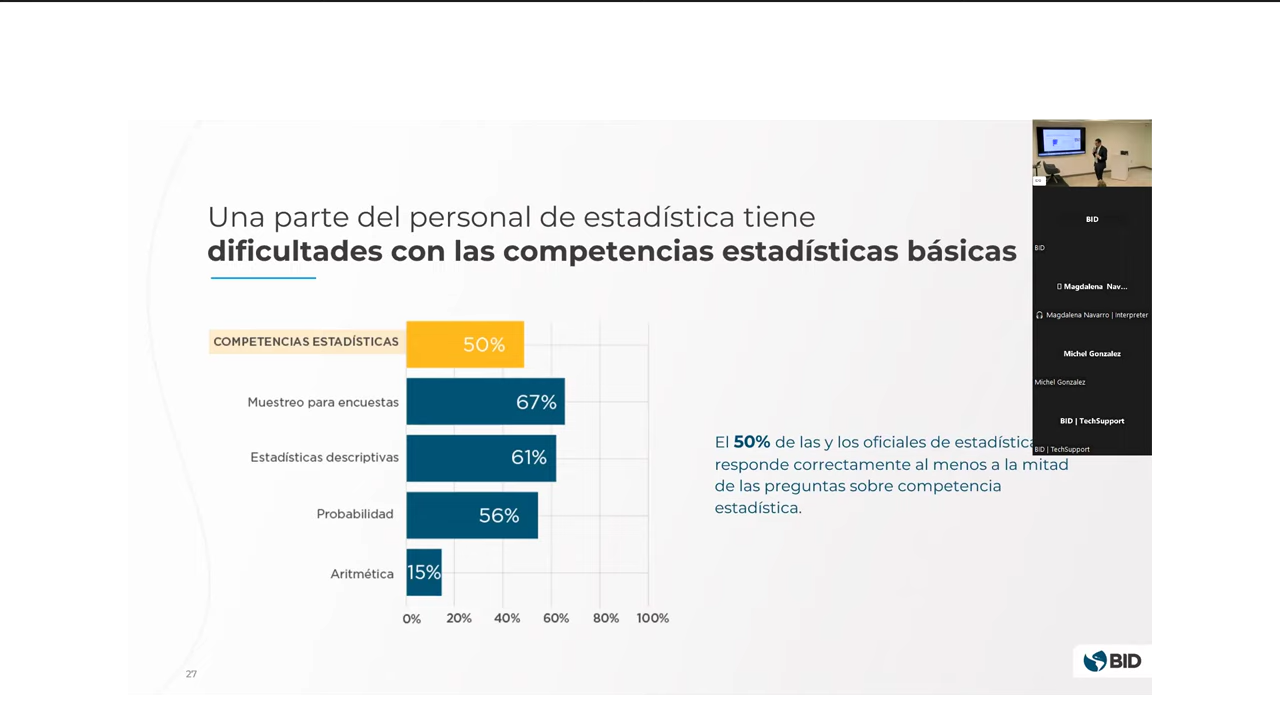 Una parte del personal de estadística tiene
dificultades con las competencias estadísticas básicas
COMPETENCIAS ESTADÍSTICAS
50%
Muestreo para encuestas
67%
Estadísticas descriptivas
61%
Probabilidad
56%
Aritmética
15%
0% 20% 40% 60% 80% 100%
El 50% de las y los oficiales de estadística
responde correctamente al menos a la mitad
de las preguntas sobre competencia
estadística.
27
BID
BID
BID
Magdalena Nav...
Magdalena Navarro | Interpreter
Michel Gonzalez
Michel Gonzalez
BID | TechSupport
BID | TechSupport